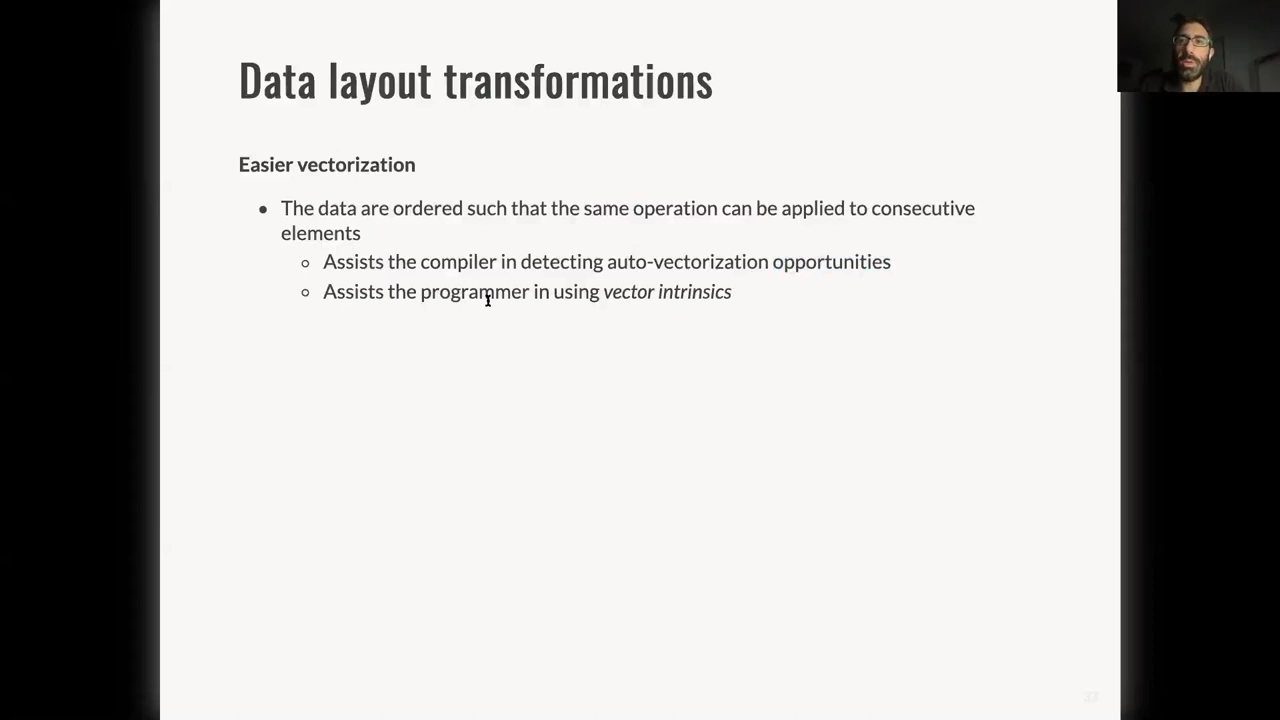 Data layout transformations
Easier vectorization
• The data are ordered such that the same operation can be applied to consecutive
elements
○ Assists the compiler in detecting auto-vectorization opportunities
○ Assists the programmer in using vector intrinsics